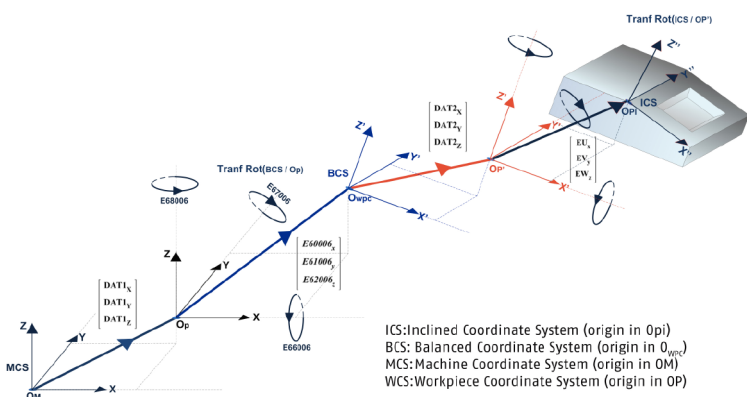 Tranf Rot(ICS / OP')
Z''
Y''
ICS
OPI
X''
Z'
DAT2X
DAT2Y
DAT2Z
Y'
OP'
X'
EUx
EVy
EWz
Z'
Y'
BCS
OWPC
X'
Tranf Rot(BCS / Op)
E68006
E67006
E60006x
E61006y
E62006z
Z
Y
DAT1X
DAT1Y
DAT1Z
Op
X
E66006
Z
Y
MCS
X
OM
ICS:Inclined Coordinate System (origin in Opi)
BCS: Balanced Coordinate System (origin in OWPC)
MCS:Machine Coordinate System (origin in OM)
WCS:Workpiece Coordinate System (origin in OP)